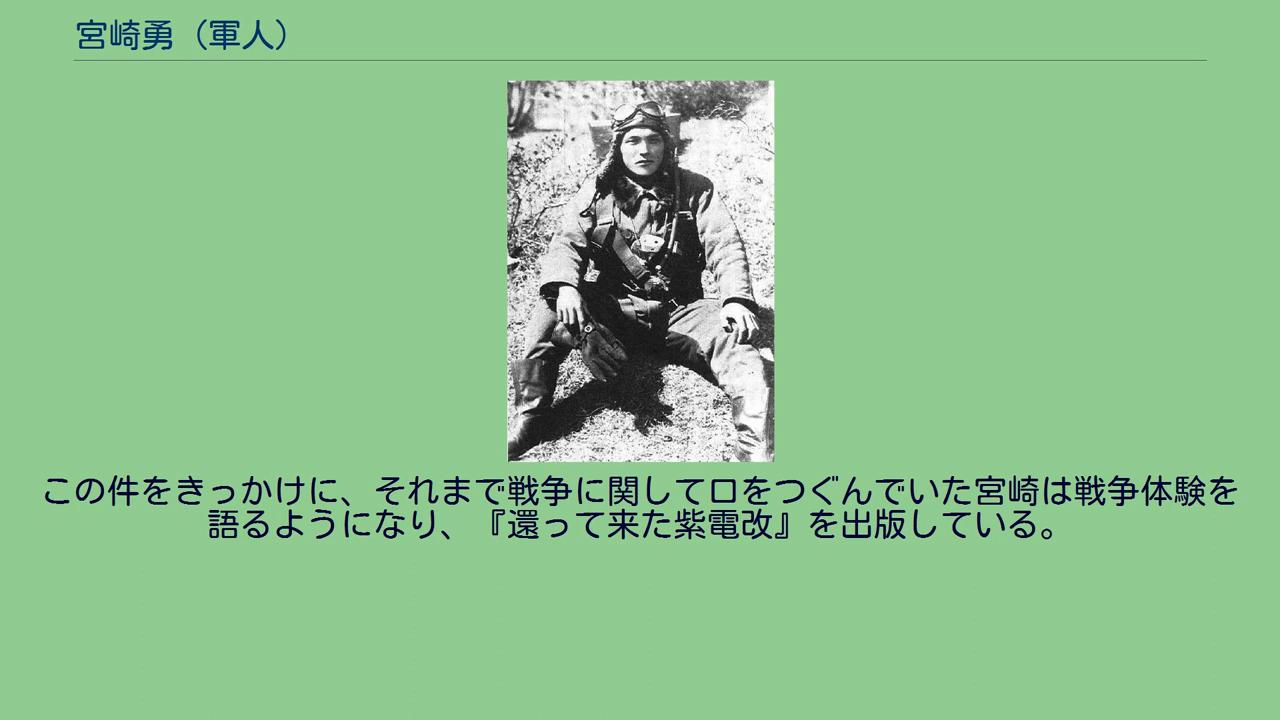 宮崎勇（軍人）
この件をきっかけに、それまで戦争に関して口をつぐんでいた宮崎は戦争体験を
語るようになり、『還って来た紫電改』を出版している。